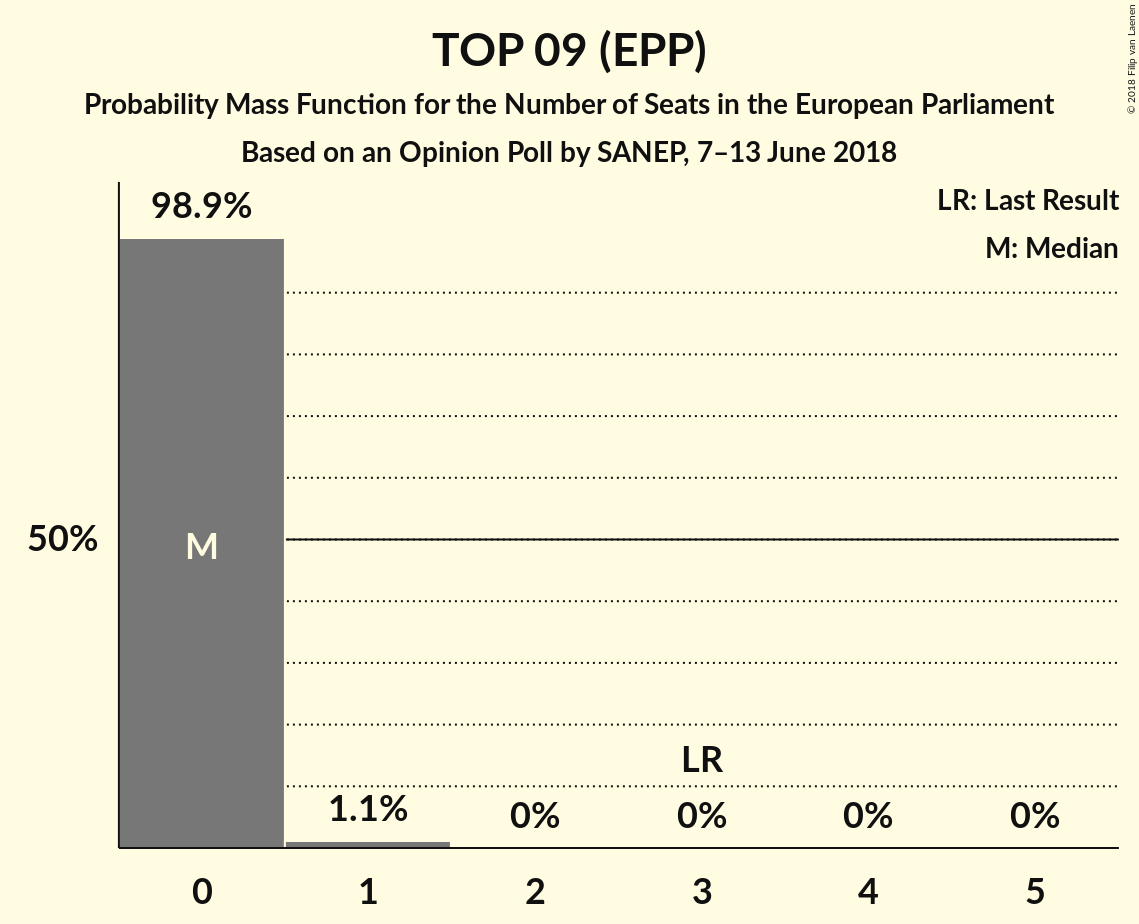 TOP 09 (EPP)
Probability Mass Function for the Number of Seats in the European Parliament
Based on an Opinion Poll by SANEP, 7–13 June 2018
© 2018 Filip van Laenen
LR: Last Result
M: Median
98.9%
50%
M
LR
1.1%
0%
0%
0%
0%
0
1
2
3
4
5